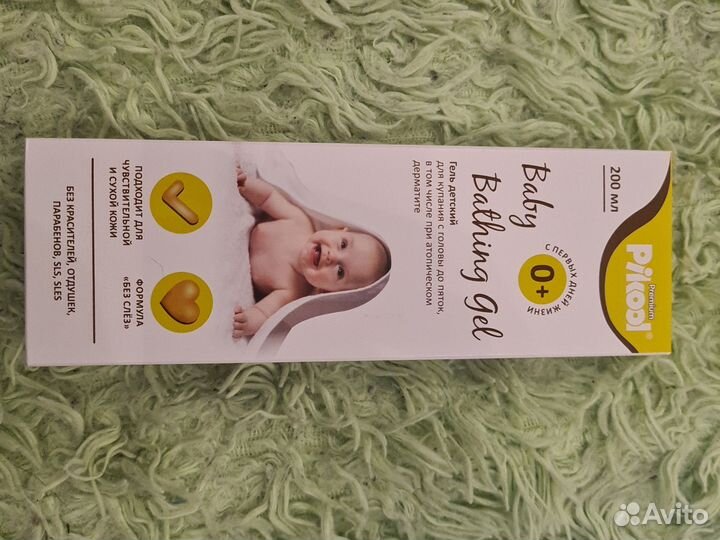 200 мл
Premium
Pikool®
С ПЕРВЫХ ДНЕЙ
0+
ЖИЗНИ
Baby
Bathing Gel
Гель детский
для купания с головы до пяток,
в том числе при атопическом
дерматите
ПОДХОДИТ ДЛЯ
ЧУВСТВИТЕЛЬНОЙ
И СУХОЙ КОЖИ
ФОРМУЛА
«БЕЗ СЛЁЗ»
БЕЗ КРАСИТЕЛЕЙ, ОТДУШЕК,
ПАРАБЕНОВ, SLS, SLES
Avito